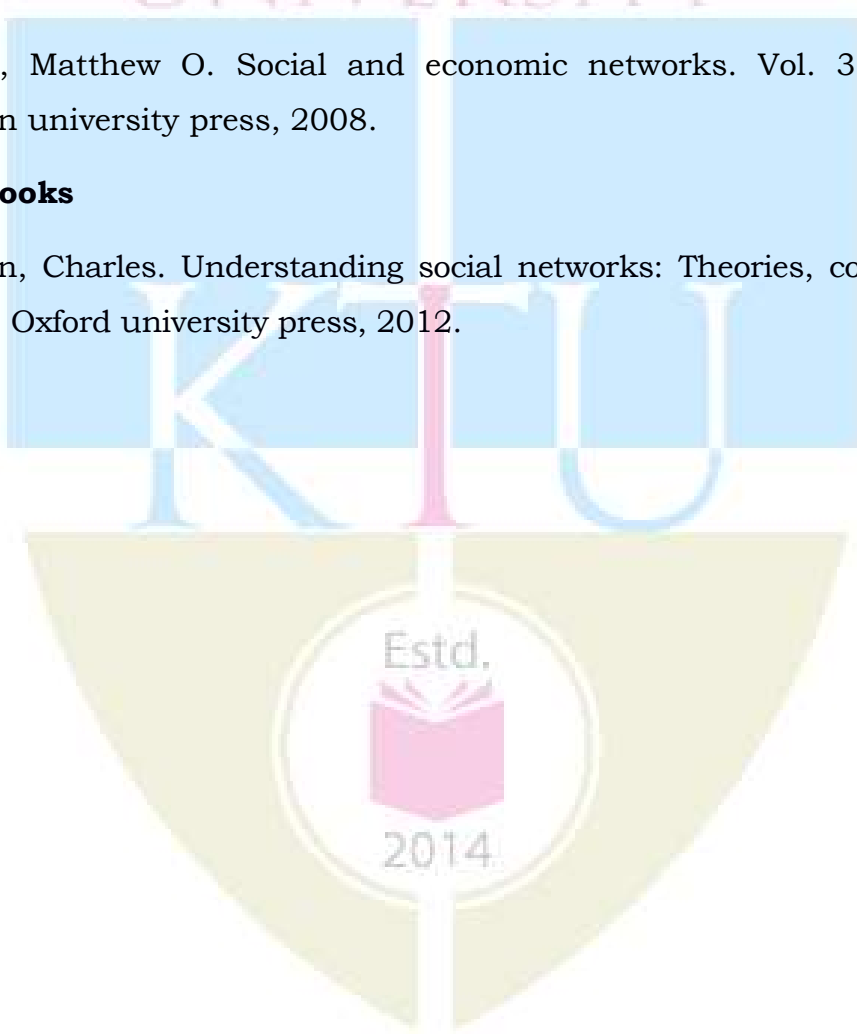 , Matthew O. Social and economic networks. Vol. 3
n university press, 2008.
ooks
n, Charles. Understanding social networks: Theories, co
Oxford university press, 2012.
KTU
Estd.
2014